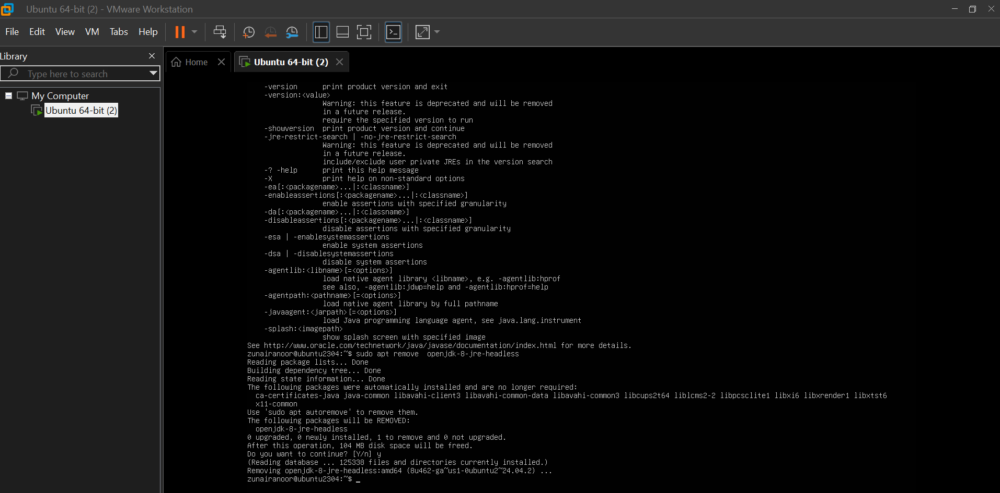 Ubuntu 64-bit (2) - VMware Workstation
File Edit View VM Tabs Help
Library
Type here to search
My Computer
Ubuntu 64-bit (2)
Home
Ubuntu 64-bit (2)
-version print product version and exit
-version:<value>
Warning: this feature is deprecated and will be removed
in a future release.
require the specified version to run
-showversion print product version and continue
-jre-restrict-search | -no-jre-restrict-search
Warning: this feature is deprecated and will be removed
in a future release.
include/exclude user private JREs in the version search
-? -help print this help message
-X print help on non-standard options
-ea[:<packagename>...|:<classname>]
-enableassertions[:<packagename>...|:<classname>]
enable assertions with specified granularity
-da[:<packagename>...|:<classname>]
-disableassertions[:<packagename>...|:<classname>]
disable assertions with specified granularity
-esa | -enablesystemassertions
enable system assertions
-dsa | -disablesystemassertions
disable system assertions
-agentlib:<libname>[=<options>]
load native agent library <libname>, e.g. -agentlib:hprof
see also, -agentlib:jdwp=help and -agentlib:hprof=help
-agentpath:<pathname>[=<options>]
load native agent library by full pathname
-javaagent:<jarpath>[=<options>]
load Java programming language agent, see java.lang.instrument
-splash:<imagepath>
show splash screen with specified image
See http://www.oracle.com/technetwork/java/javase/documentation/index.html for more details.
zunairanoor@ubuntu2304:~$ sudo apt remove  openjdk-8-jre-headless
Reading package lists... Done
Building dependency tree... Done
Reading state information... Done
The following packages were automatically installed and are no longer required:
ca-certificates-java java-common libavahi-client3 libavahi-common-data libavahi-common3 libcups2t64 liblcms2-2 libpcsclite1 libxi6 libxrender1 libxtst6
x11-common
Use 'sudo apt autoremove' to remove them.
The following packages will be REMOVED:
openjdk-8-jre-headless
0 upgraded, 0 newly installed, 1 to remove and 0 not upgraded.
After this operation, 104 MB disk space will be freed.
Do you want to continue? [Y/n] y
(Reading database ... 125338 files and directories currently installed.)
Removing openjdk-8-jre-headless:amd64 (8u462-ga~us1-0ubuntu2~24.04.2) ...
zunairanoor@ubuntu2304:~$ _